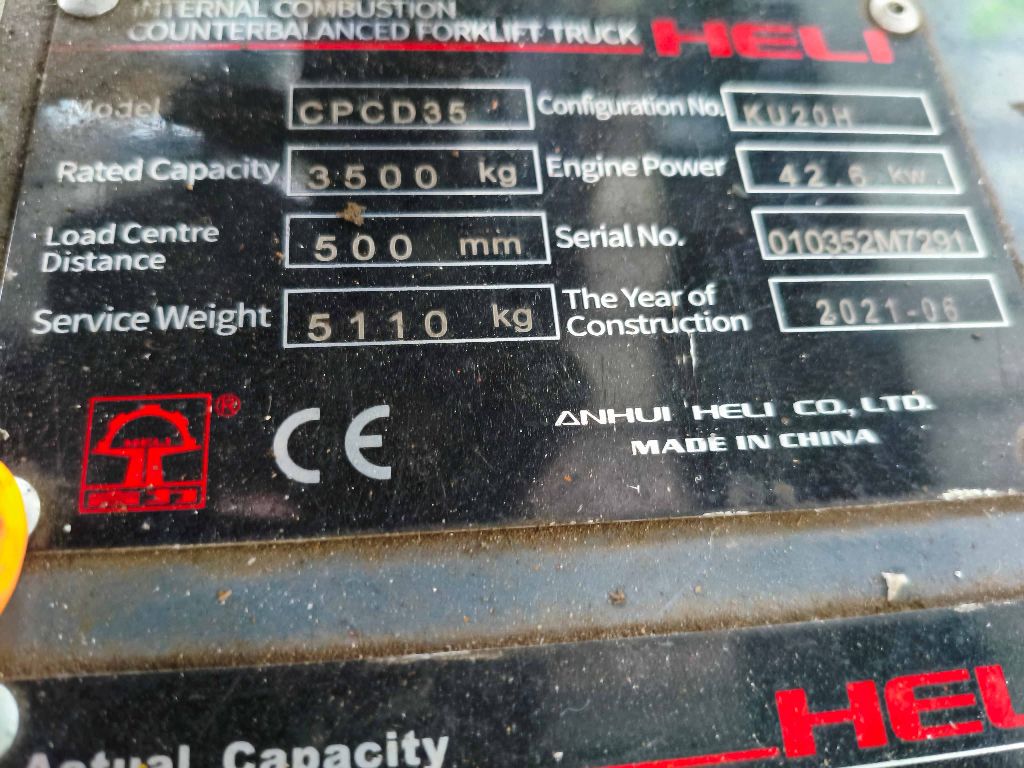 INTERNAL COMBUSTION
COUNTERBALANCED FORKLIFT TRUCK HELI
Model CPCD35 Configuration No. KU20H
Rated Capacity 3500 kg Engine Power 42.6 kw
Load Centre Distance 500 mm Serial No. 010352M7291
Service Weight 5110 kg The Year of Construction 2021-06
® CE
ANHUI HELI CO., LTD.
MADE IN CHINA
HELI
Actual Capacity